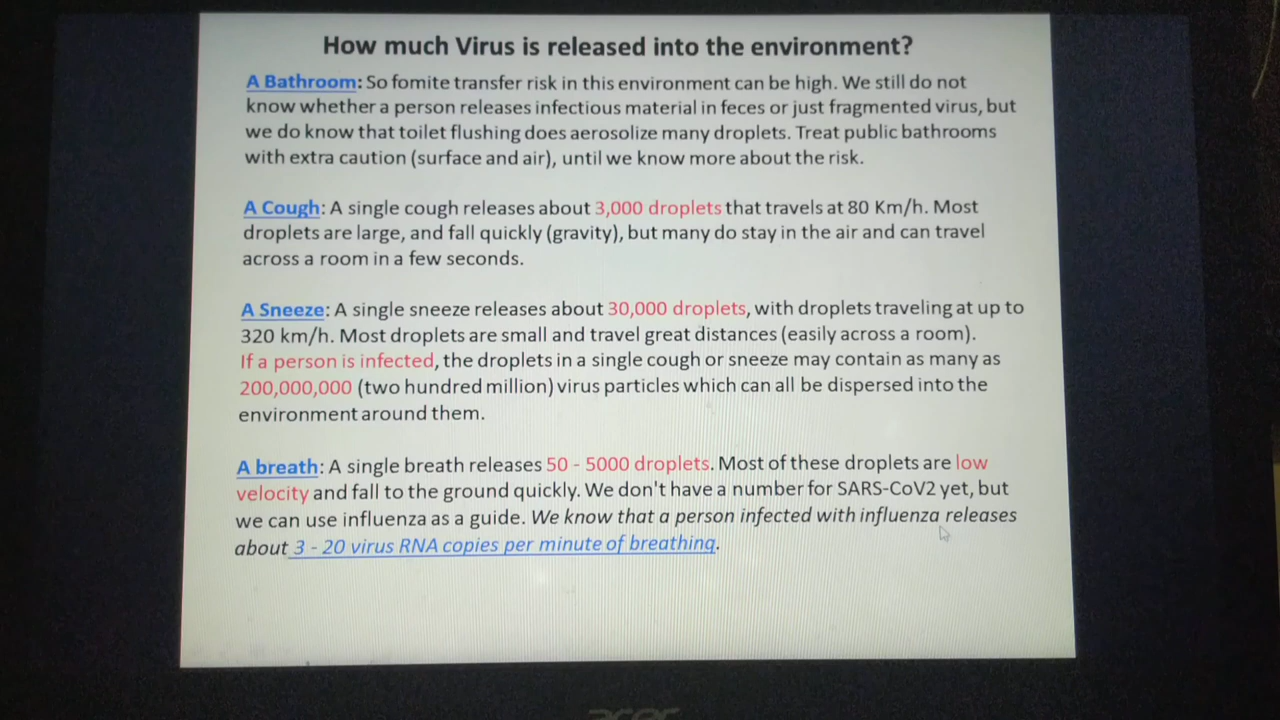 How much Virus is released into the environment?
A Bathroom: So fomite transfer risk in this environment can be high. We still do not
know whether a person releases infectious material in feces or just fragmented virus, but
we do know that toilet flushing does aerosolize many droplets. Treat public bathrooms
with extra caution (surface and air), until we know more about the risk.
A Cough: A single cough releases about 3,000 droplets that travels at 80 Km/h. Most
droplets are large, and fall quickly (gravity), but many do stay in the air and can travel
across a room in a few seconds.
A Sneeze: A single sneeze releases about 30,000 droplets, with droplets traveling at up to
320 km/h. Most droplets are small and travel great distances (easily across a room).
If a person is infected, the droplets in a single cough or sneeze may contain as many as
200,000,000 (two hundred million) virus particles which can all be dispersed into the
environment around them.
A breath: A single breath releases 50 - 5000 droplets. Most of these droplets are low
velocity and fall to the ground quickly. We don't have a number for SARS-CoV2 yet, but
we can use influenza as a guide. We know that a person infected with influenza releases
about 3 - 20 virus RNA copies per minute of breathing.
acer